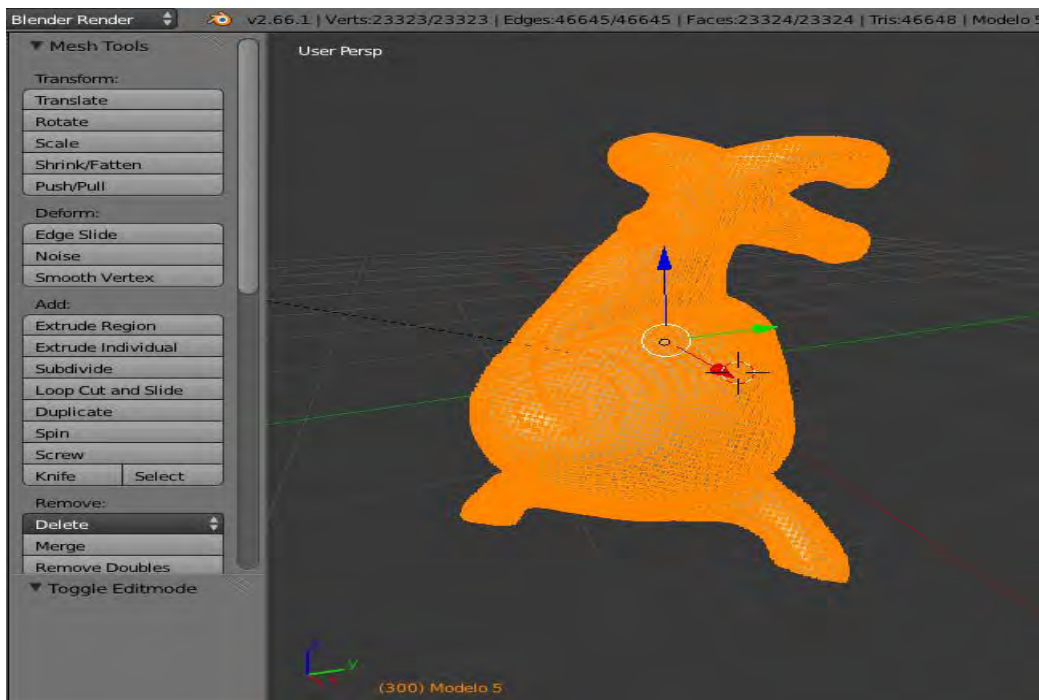 Blender Render v2.66.1 | Verts:23323/23323 | Edges:46645/46645 | Faces:23324/23324 | Tris:46648 | Modelo 5
Mesh Tools
User Persp
Transform:
Translate
Rotate
Scale
Shrink/Fatten
Push/Pull
Deform:
Edge Slide
Noise
Smooth Vertex
Add:
Extrude Region
Extrude Individual
Subdivide
Loop Cut and Slide
Duplicate
Spin
Screw
Knife Select
Remove:
Delete
Merge
Remove Doubles
Toggle Editmode
y
(300) Modelo 5